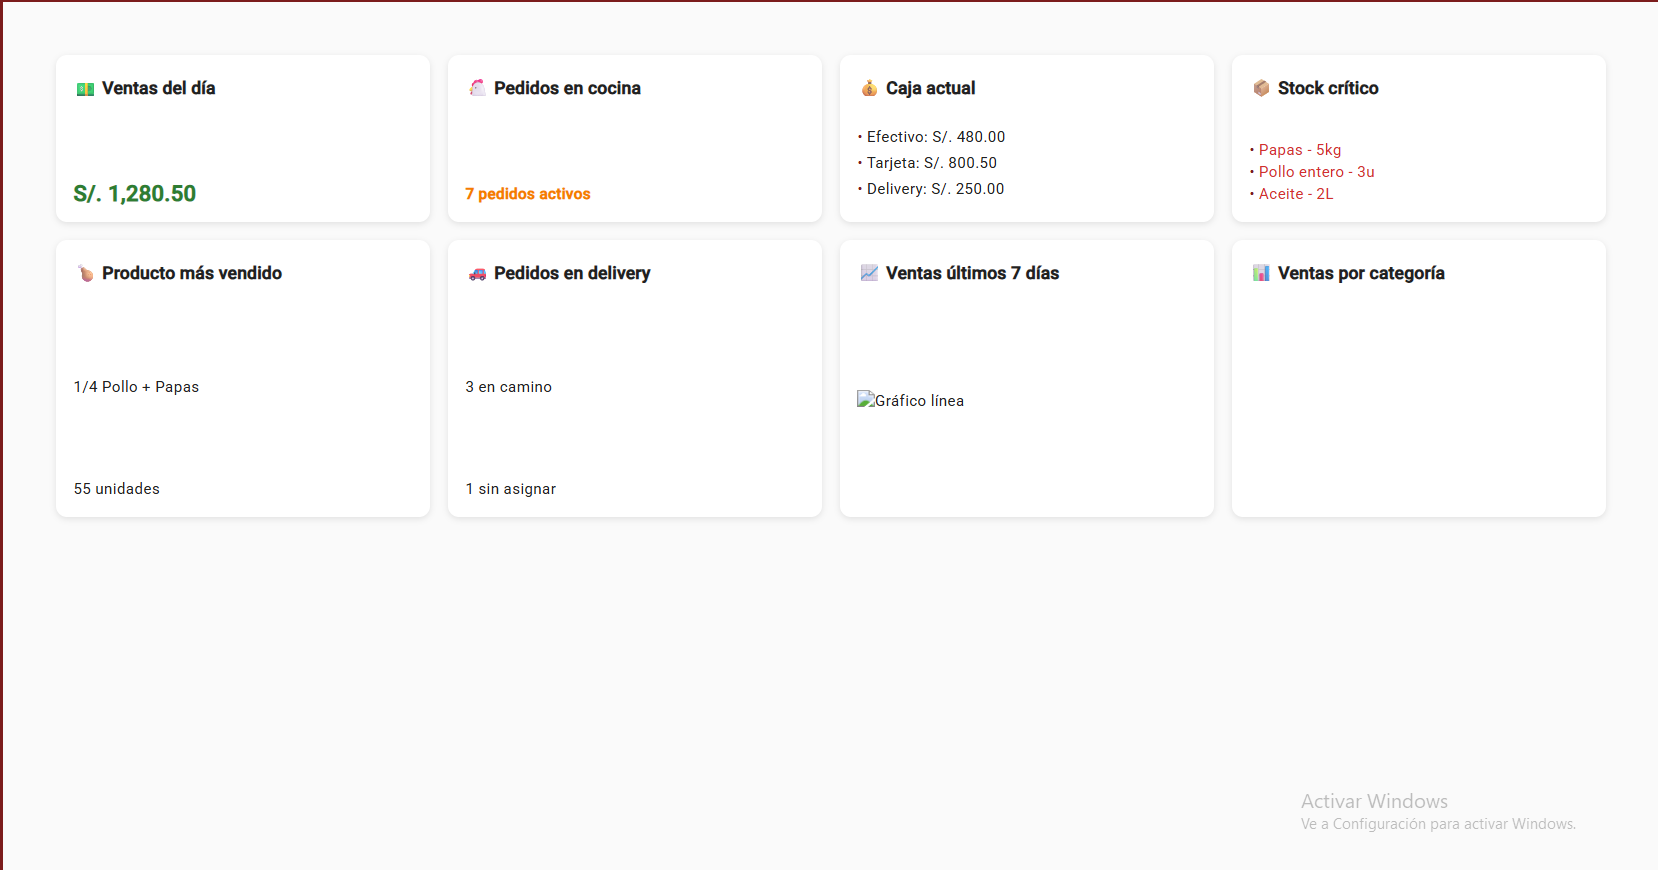 Ventas del día
S/. 1,280.50
Pedidos en cocina
7 pedidos activos
Caja actual
• Efectivo: S/. 480.00
• Tarjeta: S/. 800.50
• Delivery: S/. 250.00
Stock crítico
• Papas - 5kg
• Pollo entero - 3u
• Aceite - 2L
Producto más vendido
1/4 Pollo + Papas
55 unidades
Pedidos en delivery
3 en camino
1 sin asignar
Ventas últimos 7 días
Gráfico línea
Ventas por categoría
Activar Windows
Ve a Configuración para activar Windows.